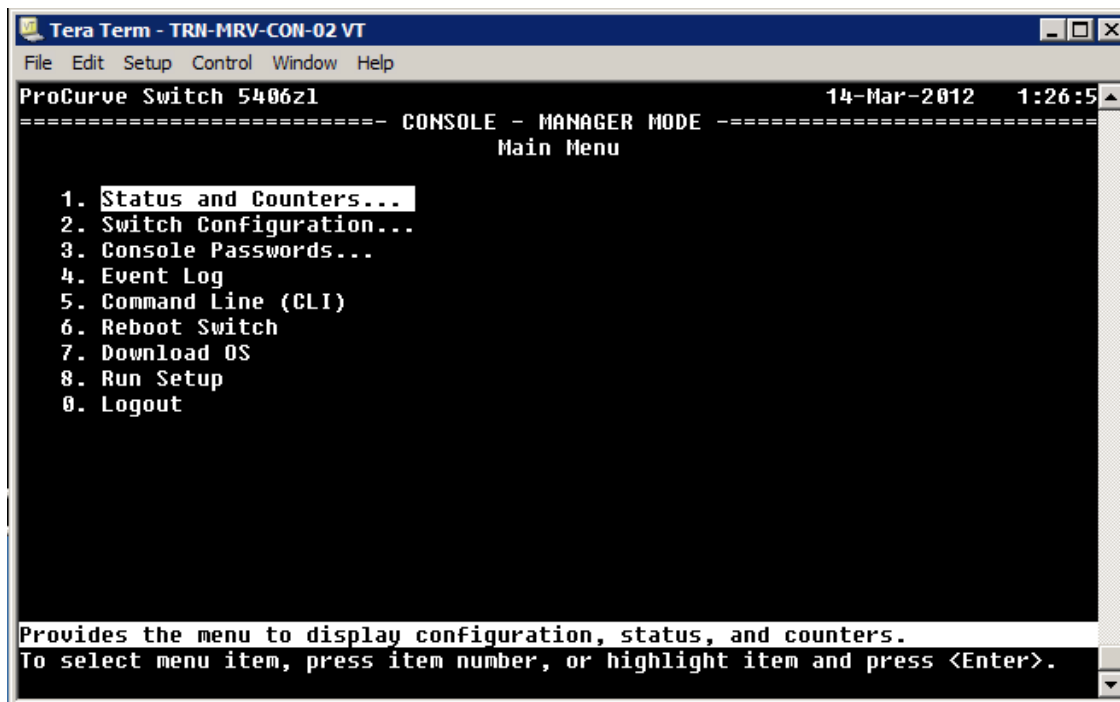 Tera Term - TRN-MRV-CON-02 VT
File Edit Setup Control Window Help
ProCurve Switch 5406zl 14-Mar-2012 1:26:5
==========================- CONSOLE - MANAGER MODE -===========================
Main Menu
1. Status and Counters...
2. Switch Configuration...
3. Console Passwords...
4. Event Log
5. Command Line (CLI)
6. Reboot Switch
7. Download OS
8. Run Setup
0. Logout
Provides the menu to display configuration, status, and counters.
To select menu item, press item number, or highlight item and press <Enter>.